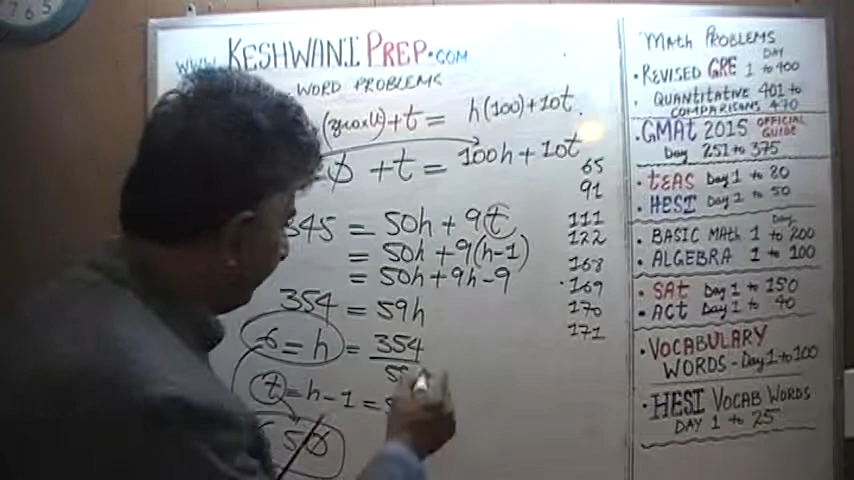 7 6 5
www.KESHWANI PREP.com
WORD PROBLEMS
+t = h(100)+10t.
+t = 100h+10t
345 = 50h + 9t
= 50h + 9(h-1)
= 50h + 9h - 9
354 = 59h
6 = h = 354
t = h-1 =
65
91
111
122
168
169
170
171
MATH PROBLEMS
DAY
• REVISED GRE 1 to 400
• QUANTITATIVE 401 to
COMPARISONS 470
• GMAT 2015 OFFICIAL GUIDE
Day 251 to 375
• TEAS Day 1 to 80
• HESI Day 1 to 50
Day
• BASIC MATH 1 to 200
• ALGEBRA 1 to 100
• SAT Day 1 to 150
• ACT Day 1 to 40
• VOCABULARY
WORDS - Day 1 to 100
• HESI VOCAB WORDS
DAY 1 to 25